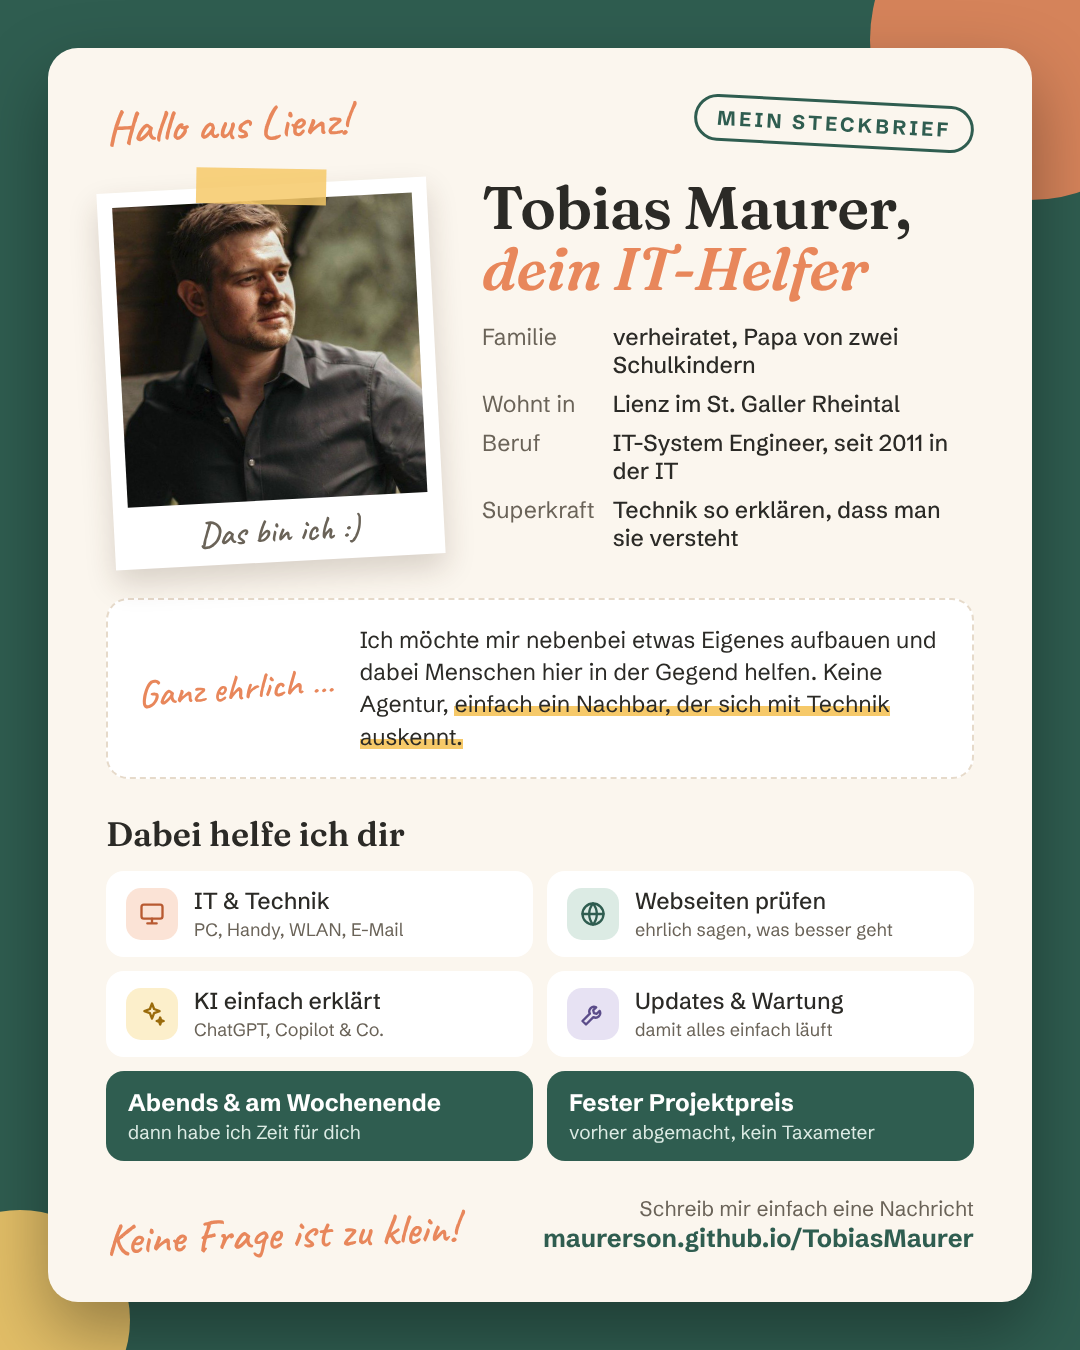 Hallo aus Lienz!
MEIN STECKBRIEF
Tobias Maurer,
dein IT-Helfer
Das bin ich :)
Familie verheiratet, Papa von zwei
Schulkindern
Wohnt in Lienz im St. Galler Rheintal
Beruf IT-System Engineer, seit 2011 in
der IT
Superkraft Technik so erklären, dass man
sie versteht
Ganz ehrlich ...
Ich möchte mir nebenbei etwas Eigenes aufbauen und
dabei Menschen hier in der Gegend helfen. Keine
Agentur, einfach ein Nachbar, der sich mit Technik
auskennt.
Dabei helfe ich dir
IT & Technik
PC, Handy, WLAN, E-Mail
Webseiten prüfen
ehrlich sagen, was besser geht
KI einfach erklärt
ChatGPT, Copilot & Co.
Updates & Wartung
damit alles einfach läuft
Abends & am Wochenende
dann habe ich Zeit für dich
Fester Projektpreis
vorher abgemacht, kein Taxameter
Keine Frage ist zu klein!
Schreib mir einfach eine Nachricht
maurerson.github.io/TobiasMaurer